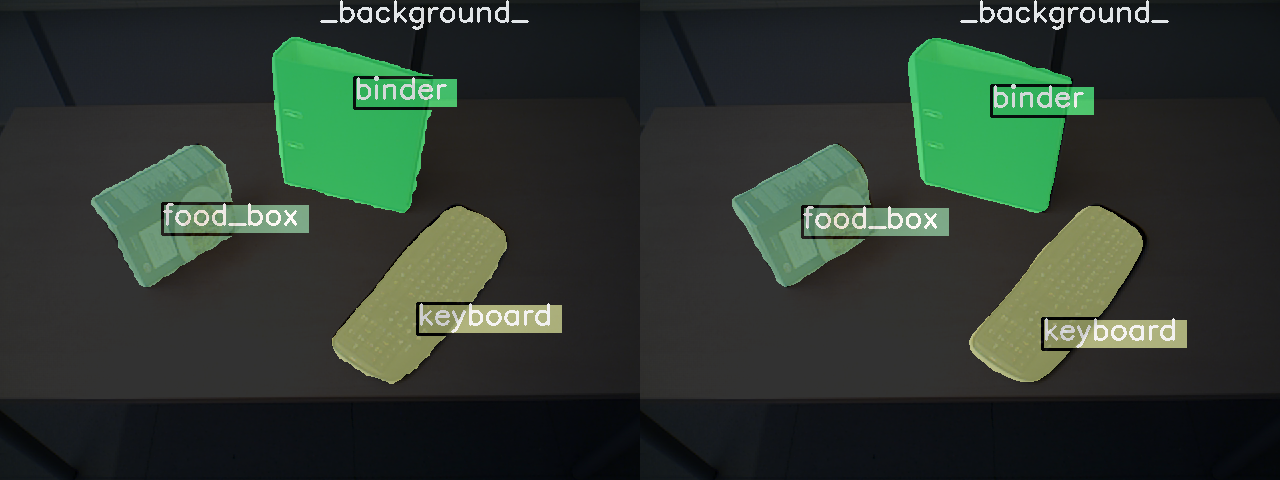 _background_
_background_
binder
binder
food_box
food_box
keyboard
keyboard